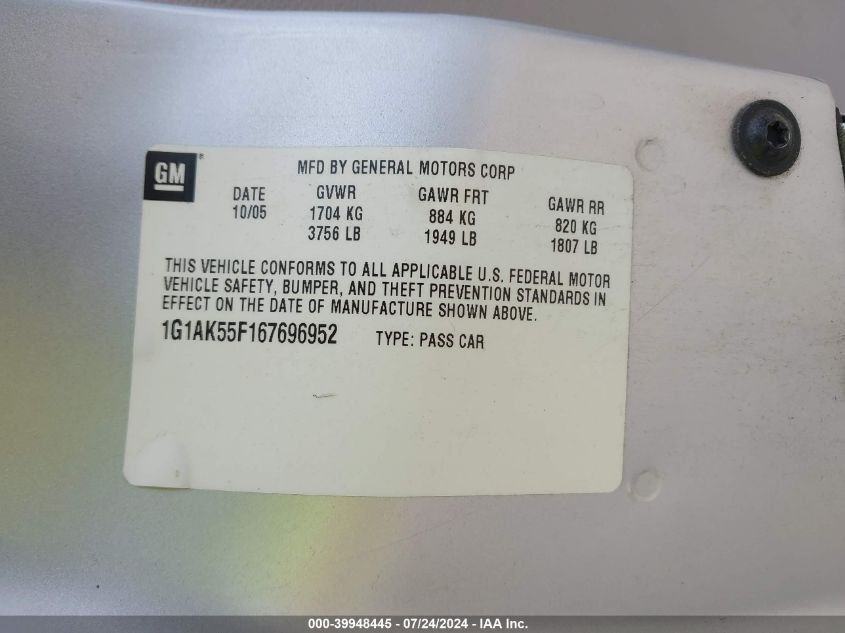 GM®
MFD BY GENERAL MOTORS CORP
DATE GVWR GAWR FRT GAWR RR
10/05 1704 KG 884 KG 820 KG
3756 LB 1949 LB 1807 LB
THIS VEHICLE CONFORMS TO ALL APPLICABLE U.S. FEDERAL MOTOR
VEHICLE SAFETY, BUMPER, AND THEFT PREVENTION STANDARDS IN
EFFECT ON THE DATE OF MANUFACTURE SHOWN ABOVE.
1G1AK55F167696952 TYPE: PASS CAR
000-39948445 - 07/24/2024 - IAA Inc.